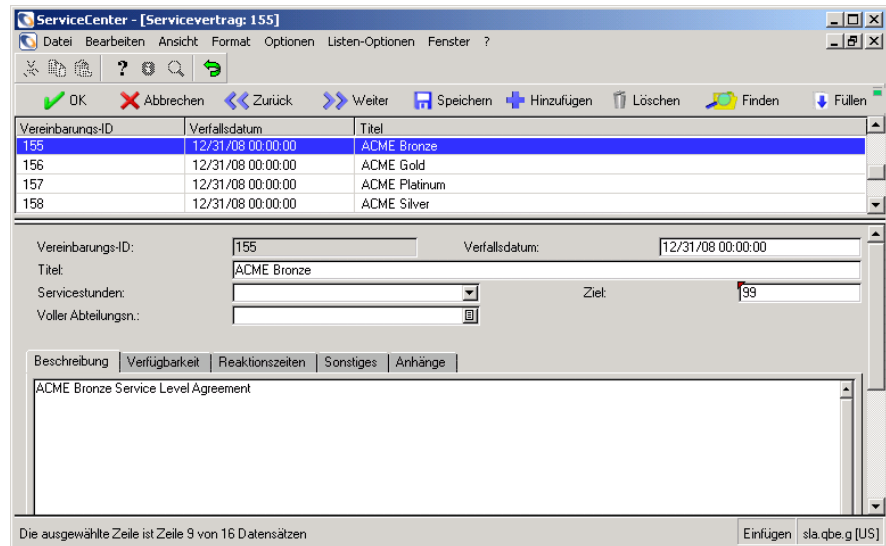 ServiceCenter - [Servicevertrag: 155]
Datei Bearbeiten Ansicht Format Optionen Listen-Optionen Fenster ?
OK Abbrechen Zurück Weiter Speichern Hinzufügen Löschen Finden Füllen
Vereinbarungs-ID Verfallsdatum Titel
155 12/31/08 00:00:00 ACME Bronze
156 12/31/08 00:00:00 ACME Gold
157 12/31/08 00:00:00 ACME Platinum
158 12/31/08 00:00:00 ACME Silver
Vereinbarungs-ID: 155 Verfallsdatum: 12/31/08 00:00:00
Titel: ACME Bronze
Servicestunden: Ziel: 99
Voller Abteilungsn.:
Beschreibung Verfügbarkeit Reaktionszeiten Sonstiges Anhänge
ACME Bronze Service Level Agreement
Die ausgewählte Zeile ist Zeile 9 von 16 Datensätzen Einfügen sla.qbe.g [US]